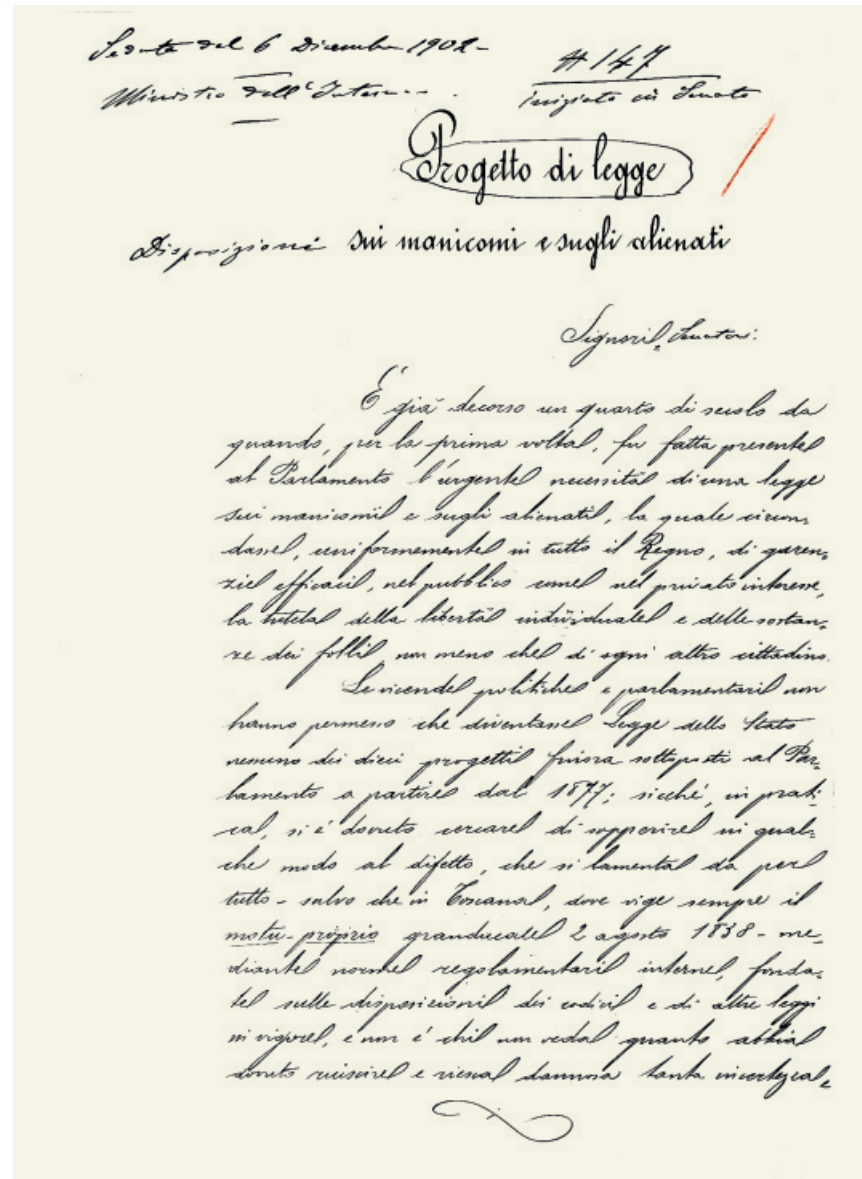 Seduta del 6 Dicembre 1902 -
Ministro dell'Interno - .
# 147
iniziato in Senato
Progetto di legge
Disposizioni sui manicomi e sugli alienati
Signori Senatori:
È già decorso un quarto di secolo da
quando, per la prima volta, fu fatta presente
al Parlamento l'urgente necessità di una legge
sui manicomi e sugli alienati, la quale circon-
dasse, uniformemente in tutto il Regno, di garen-
zie efficaci, nel pubblico come nel privato interesse,
la tutela della libertà individuale e delle sostan-
ze dei folli, non meno che di ogni altro cittadino.
Le vicende politiche e parlamentari non
hanno permesso che diventasse Legge dello Stato
nessuno dei dieci progetti finora sottoposti al Par-
lamento a partire dal 1877; sicché, in prati-
ca, si è dovuto cercare di sopperire in qual-
che modo al difetto, che si lamenta da per
tutto - salvo che in Toscana, dove vige sempre il
motu-proprio granducale 2 agosto 1838 - me-
diante norme regolamentari interne, fonda-
te sulle disposizioni dei codici e di altre leggi
in vigore, e non è chi non veda quanto abbia
dovuto riuscire e riesca dannosa tanta incertezza.